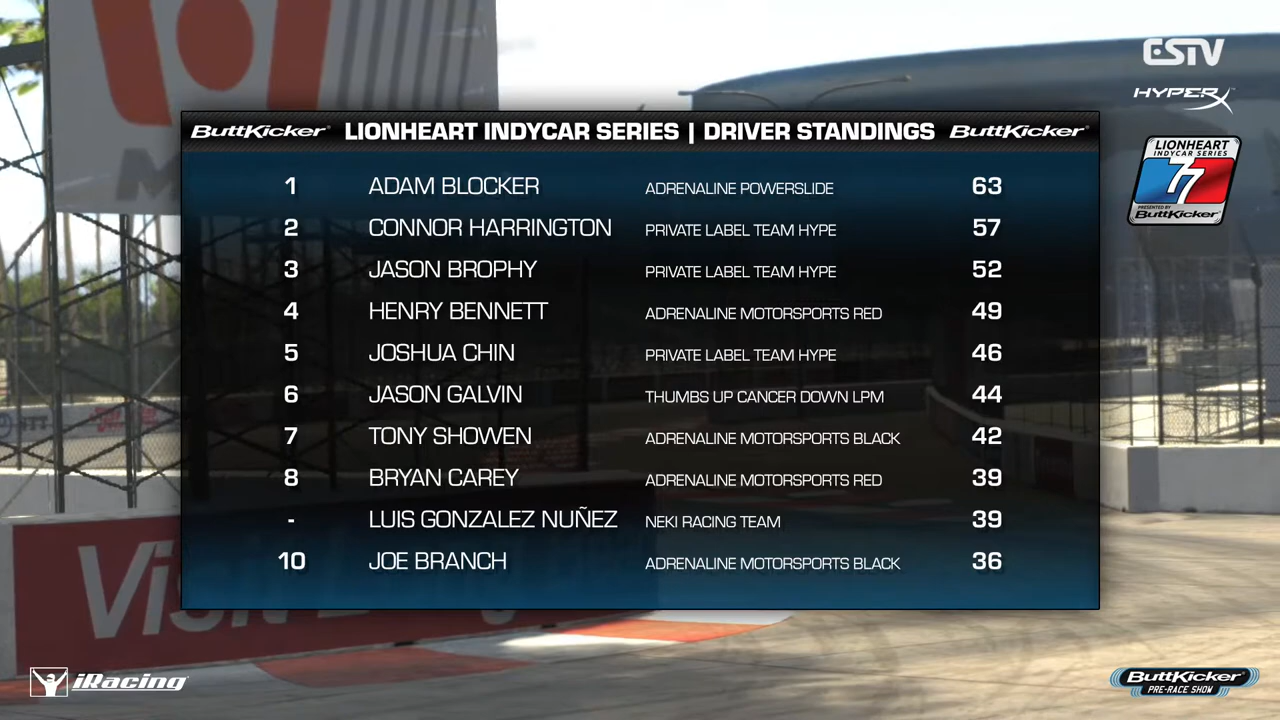 ESTV
HYPERX
ButtKicker LIONHEART INDYCAR SERIES | DRIVER STANDINGS ButtKicker
LIONHEART
INDYCAR SERIES
77
PRESENTED BY
ButtKicker
1 ADAM BLOCKER ADRENALINE POWERSLIDE 63
2 CONNOR HARRINGTON PRIVATE LABEL TEAM HYPE 57
3 JASON BROPHY PRIVATE LABEL TEAM HYPE 52
4 HENRY BENNETT ADRENALINE MOTORSPORTS RED 49
5 JOSHUA CHIN PRIVATE LABEL TEAM HYPE 46
6 JASON GALVIN THUMBS UP CANCER DOWN LPM 44
7 TONY SHOWEN ADRENALINE MOTORSPORTS BLACK 42
8 BRYAN CAREY ADRENALINE MOTORSPORTS RED 39
- LUIS GONZALEZ NUÑEZ NEKI RACING TEAM 39
10 JOE BRANCH ADRENALINE MOTORSPORTS BLACK 36
iRacing
ButtKicker
PRE-RACE SHOW